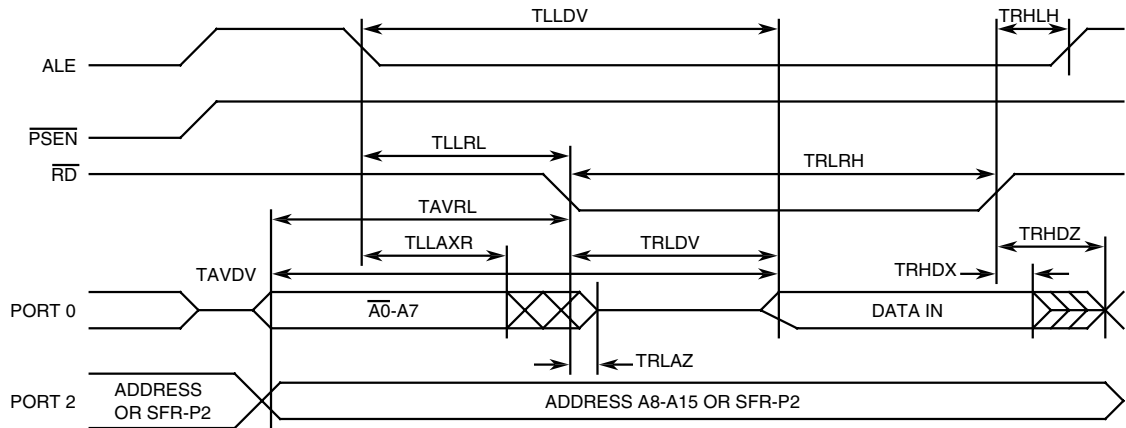 TLLDV
TRHLH
ALE
PSEN
TLLRL
TRLRH
RD
TAVRL
TLLAXR
TRLDV
TRHDZ
TAVDV
TRHDX
PORT 0
A0-A7
DATA IN
TRLAZ
PORT 2
ADDRESS
OR SFR-P2
ADDRESS A8-A15 OR SFR-P2